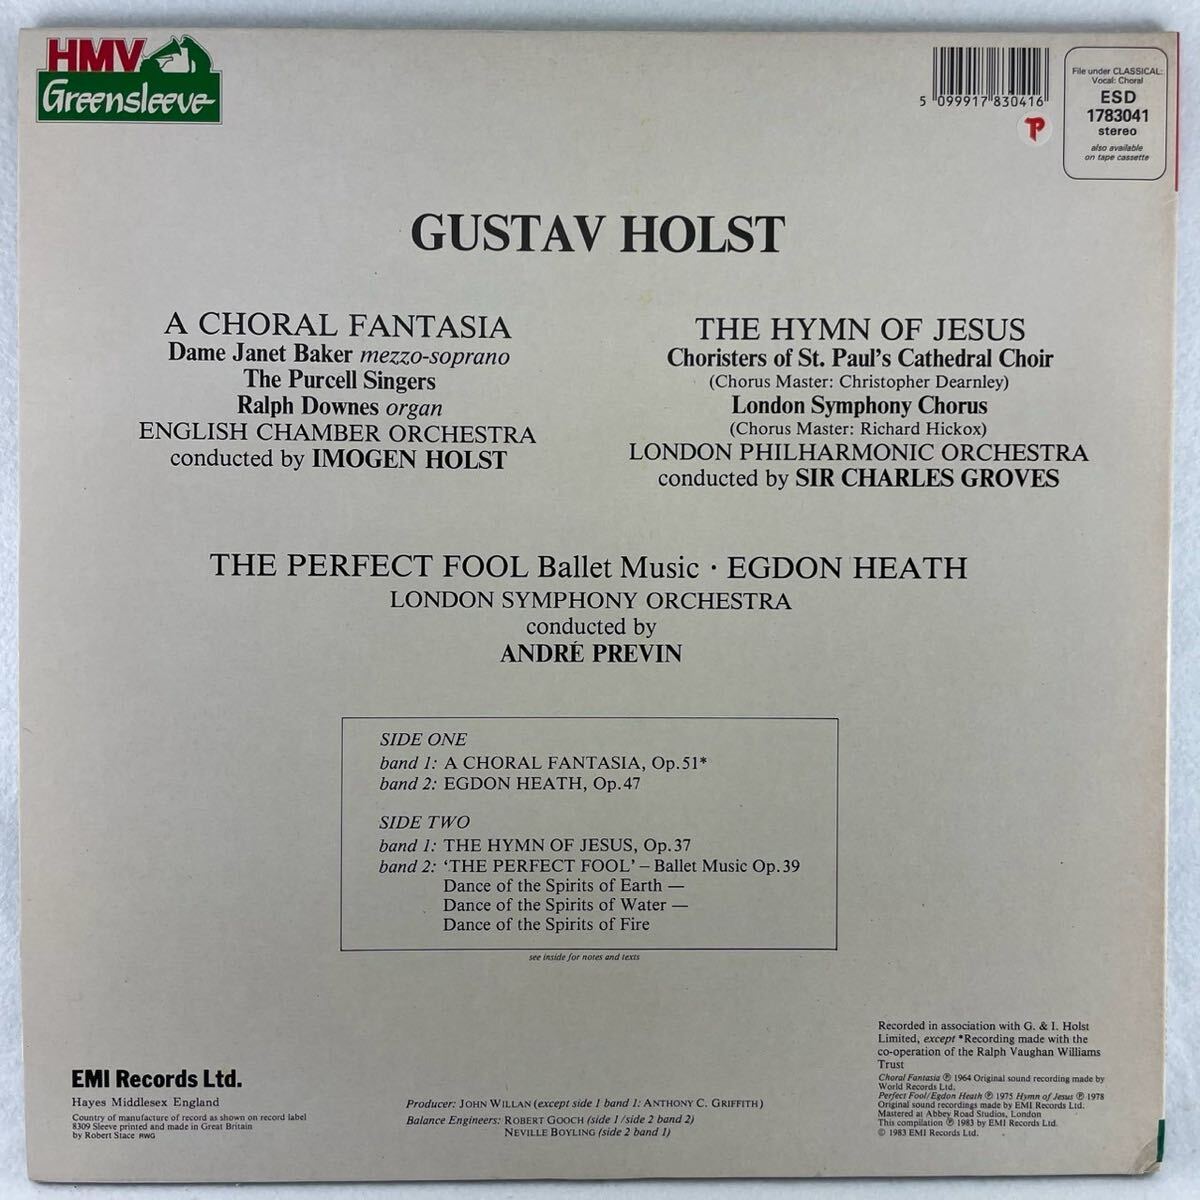 HMV
Greensleeve
5 099917 830416
P
File under CLASSICAL:
Vocal: Choral
ESD
1783041
stereo
also available
on tape cassette
GUSTAV HOLST
A CHORAL FANTASIA
Dame Janet Baker mezzo-soprano
The Purcell Singers
Ralph Downes organ
ENGLISH CHAMBER ORCHESTRA
conducted by IMOGEN HOLST
THE HYMN OF JESUS
Choristers of St. Paul's Cathedral Choir
(Chorus Master: Christopher Dearnley)
London Symphony Chorus
(Chorus Master: Richard Hickox)
LONDON PHILHARMONIC ORCHESTRA
conducted by SIR CHARLES GROVES
THE PERFECT FOOL Ballet Music · EGDON HEATH
LONDON SYMPHONY ORCHESTRA
conducted by
ANDRÉ PREVIN
SIDE ONE
band 1: A CHORAL FANTASIA, Op.51*
band 2: EGDON HEATH, Op.47
SIDE TWO
band 1: THE HYMN OF JESUS, Op.37
band 2: ‘THE PERFECT FOOL’ – Ballet Music Op.39
Dance of the Spirits of Earth —
Dance of the Spirits of Water —
Dance of the Spirits of Fire
see inside for notes and texts
EMI Records Ltd.
Hayes Middlesex England
Country of manufacture of record as shown on record label
8309 Sleeve printed and made in Great Britain
by Robert Stace RWG
Producer: JOHN WILLAN (except side 1 band 1: ANTHONY C. GRIFFITH)
Balance Engineers: ROBERT GOOCH (side 1/side 2 band 2)
NEVILLE BOYLING (side 2 band 1)
Recorded in association with G. & I. Holst
Limited, except *Recording made with the
co-operation of the Ralph Vaughan Williams
Trust
Choral Fantasia ℗ 1964 Original sound recording made by
World Records Ltd.
Perfect Fool/Egdon Heath ℗ 1975 Hymn of Jesus ℗ 1978
Original sound recordings made by EMI Records Ltd.
Mastered at Abbey Road Studios, London
This compilation ℗ 1983 by EMI Records Ltd.
© 1983 EMI Records Ltd.